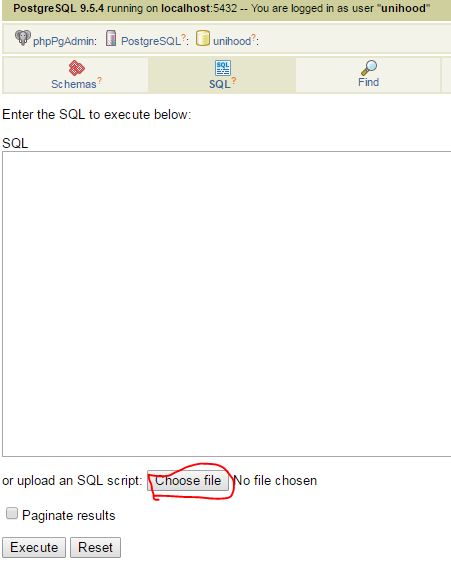 PostgreSQL 9.5.4 running on localhost:5432 -- You are logged in as user "unihood"
phpPgAdmin: PostgreSQL?: unihood?:
Schemas? SQL? Find
Enter the SQL to execute below:
SQL
or upload an SQL script: Choose file No file chosen
Paginate results
Execute Reset